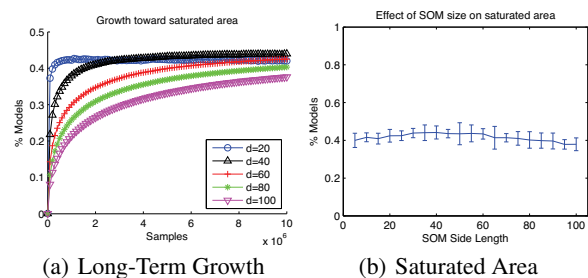 Growth toward saturated area
% Models
0.5
0.4
0.3
0.2
0.1
0
0 2 4 6 8 10
x 10^6
Samples
d=20
d=40
d=60
d=80
d=100
(a) Long-Term Growth
Effect of SOM size on saturated area
% Models
1
0.8
0.6
0.4
0.2
0
0 20 40 60 80 100
SOM Side Length
(b) Saturated Area